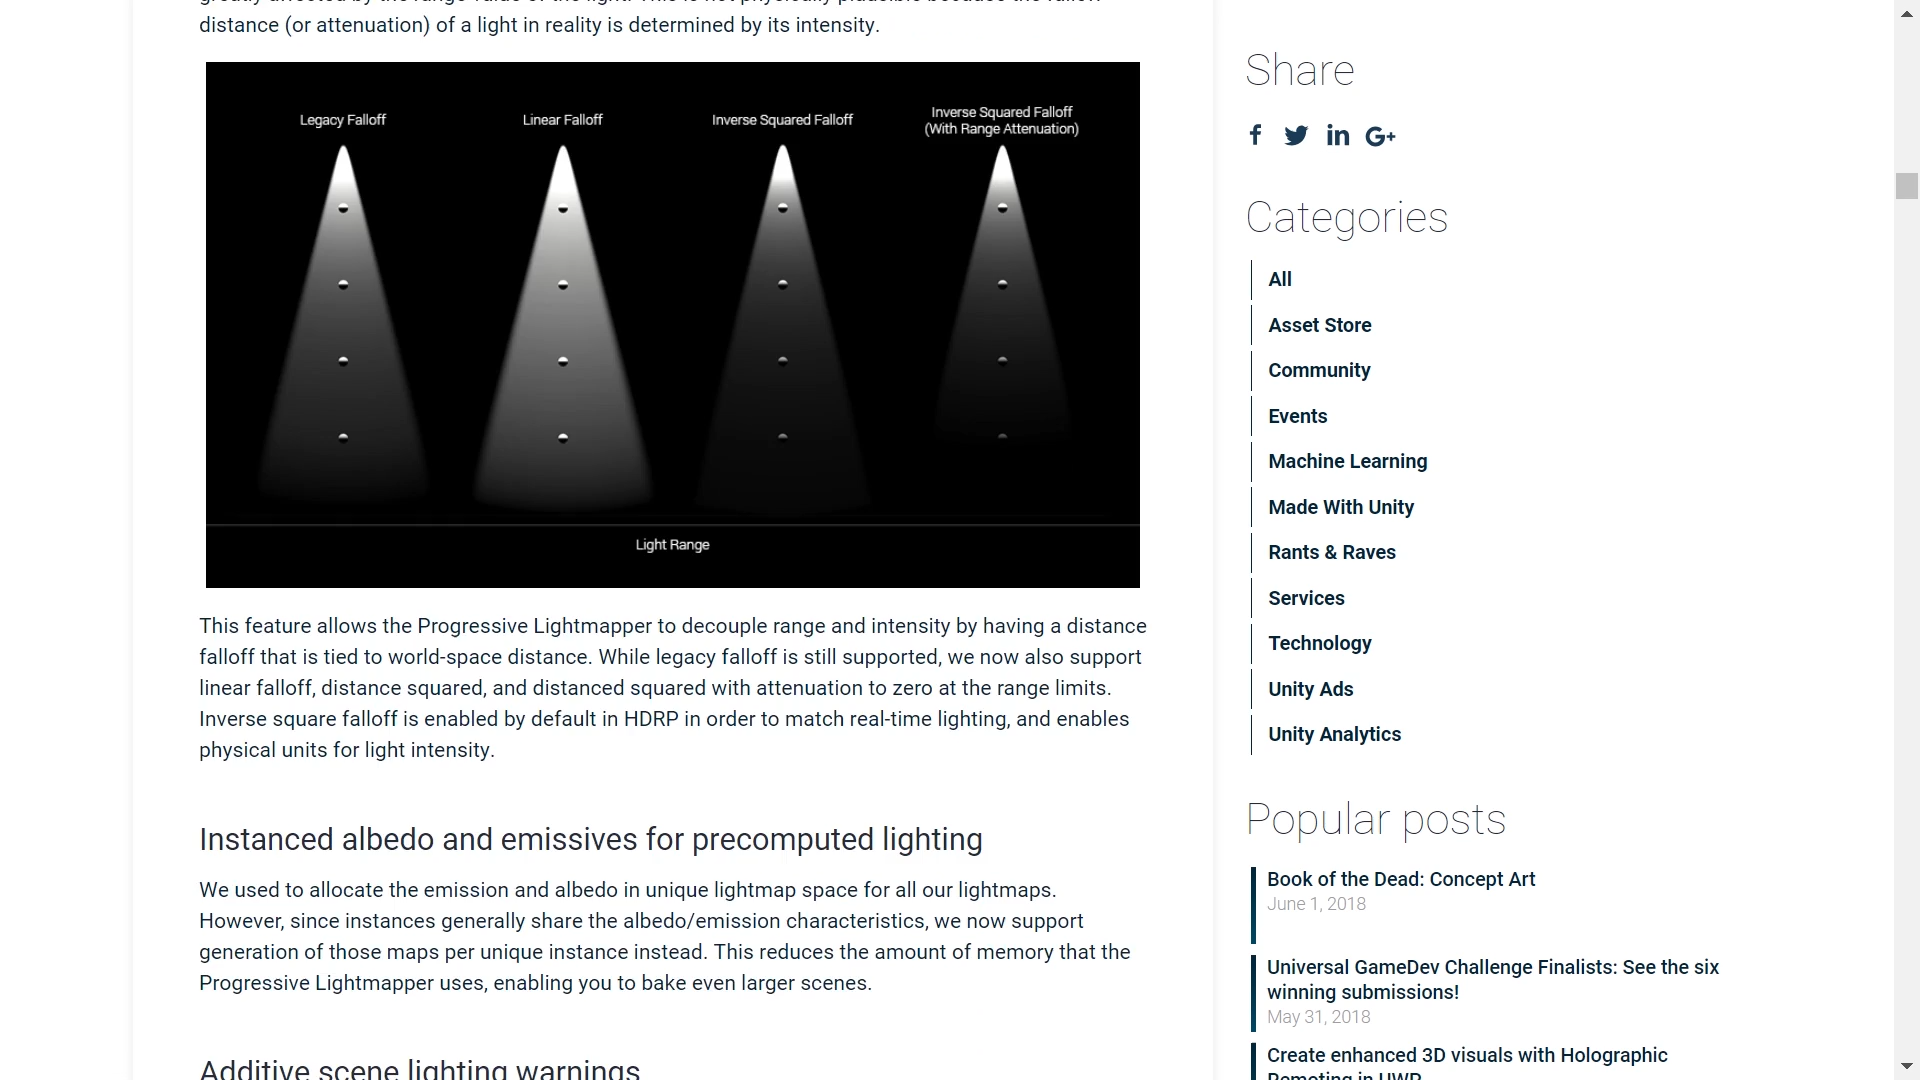 distance (or attenuation) of a light in reality is determined by its intensity.
Legacy Falloff
Linear Falloff
Inverse Squared Falloff
Inverse Squared Falloff
(With Range Attenuation)
Light Range
This feature allows the Progressive Lightmapper to decouple range and intensity by having a distance
falloff that is tied to world-space distance. While legacy falloff is still supported, we now also support
linear falloff, distance squared, and distanced squared with attenuation to zero at the range limits.
Inverse square falloff is enabled by default in HDRP in order to match real-time lighting, and enables
physical units for light intensity.
Instanced albedo and emissives for precomputed lighting
We used to allocate the emission and albedo in unique lightmap space for all our lightmaps.
However, since instances generally share the albedo/emission characteristics, we now support
generation of those maps per unique instance instead. This reduces the amount of memory that the
Progressive Lightmapper uses, enabling you to bake even larger scenes.
Additive scene lighting warnings
Share
f
in
G+
Categories
All
Asset Store
Community
Events
Machine Learning
Made With Unity
Rants & Raves
Services
Technology
Unity Ads
Unity Analytics
Popular posts
Book of the Dead: Concept Art
June 1, 2018
Universal GameDev Challenge Finalists: See the six
winning submissions!
May 31, 2018
Create enhanced 3D visuals with Holographic
Remoting in UWP